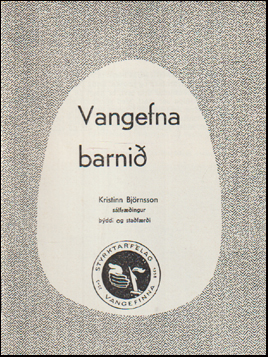 Vangefna
barnið
Kristinn Björnsson
sálfræðingur
þýddi og staðfærði
STYRKTARFÉLAG
VANGEFINNA